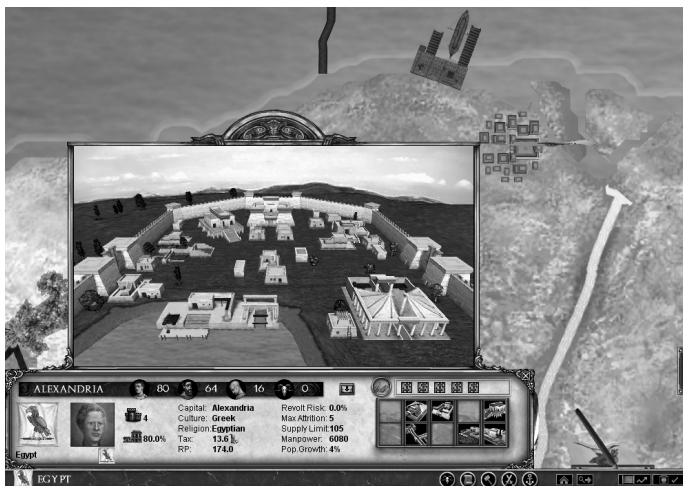 ALEXANDRIA 80 64 16 0
4
80.0%
Capital: Alexandria Revolt Risk: 0.0%
Culture: Greek Max Attrition: 5
Religion: Egyptian Supply Limit: 105
Tax: 13.6 Manpower: 6080
RP: 174.0 Pop.Growth: 4%
Egypt
EGYPT